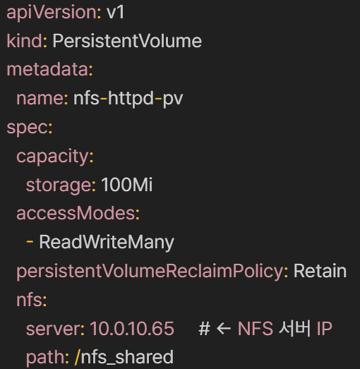 apiVersion: v1
kind: PersistentVolume
metadata:
  name: nfs-httpd-pv
spec:
  capacity:
    storage: 100Mi
  accessModes:
    - ReadWriteMany
  persistentVolumeReclaimPolicy: Retain
  nfs:
    server: 10.0.10.65     # ← NFS 서버 IP
    path: /nfs_shared